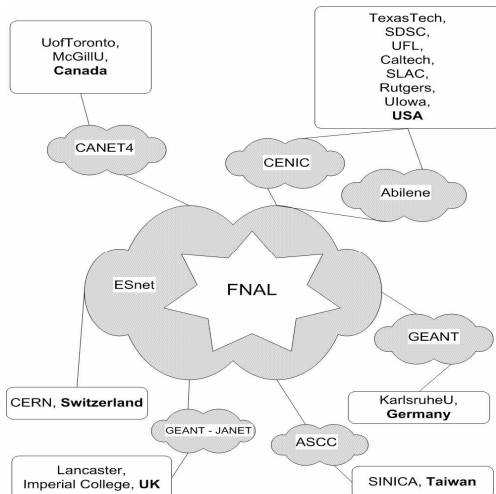 UofToronto,
McGillU,
Canada
TexasTech,
SDSC,
UFL,
Caltech,
SLAC,
Rutgers,
UIowa,
USA
CANET4
CENIC
Abilene
ESnet
FNAL
GEANT
CERN, Switzerland
KarlsruheU,
Germany
GEANT - JANET
ASCC
Lancaster,
Imperial College, UK
SINICA, Taiwan